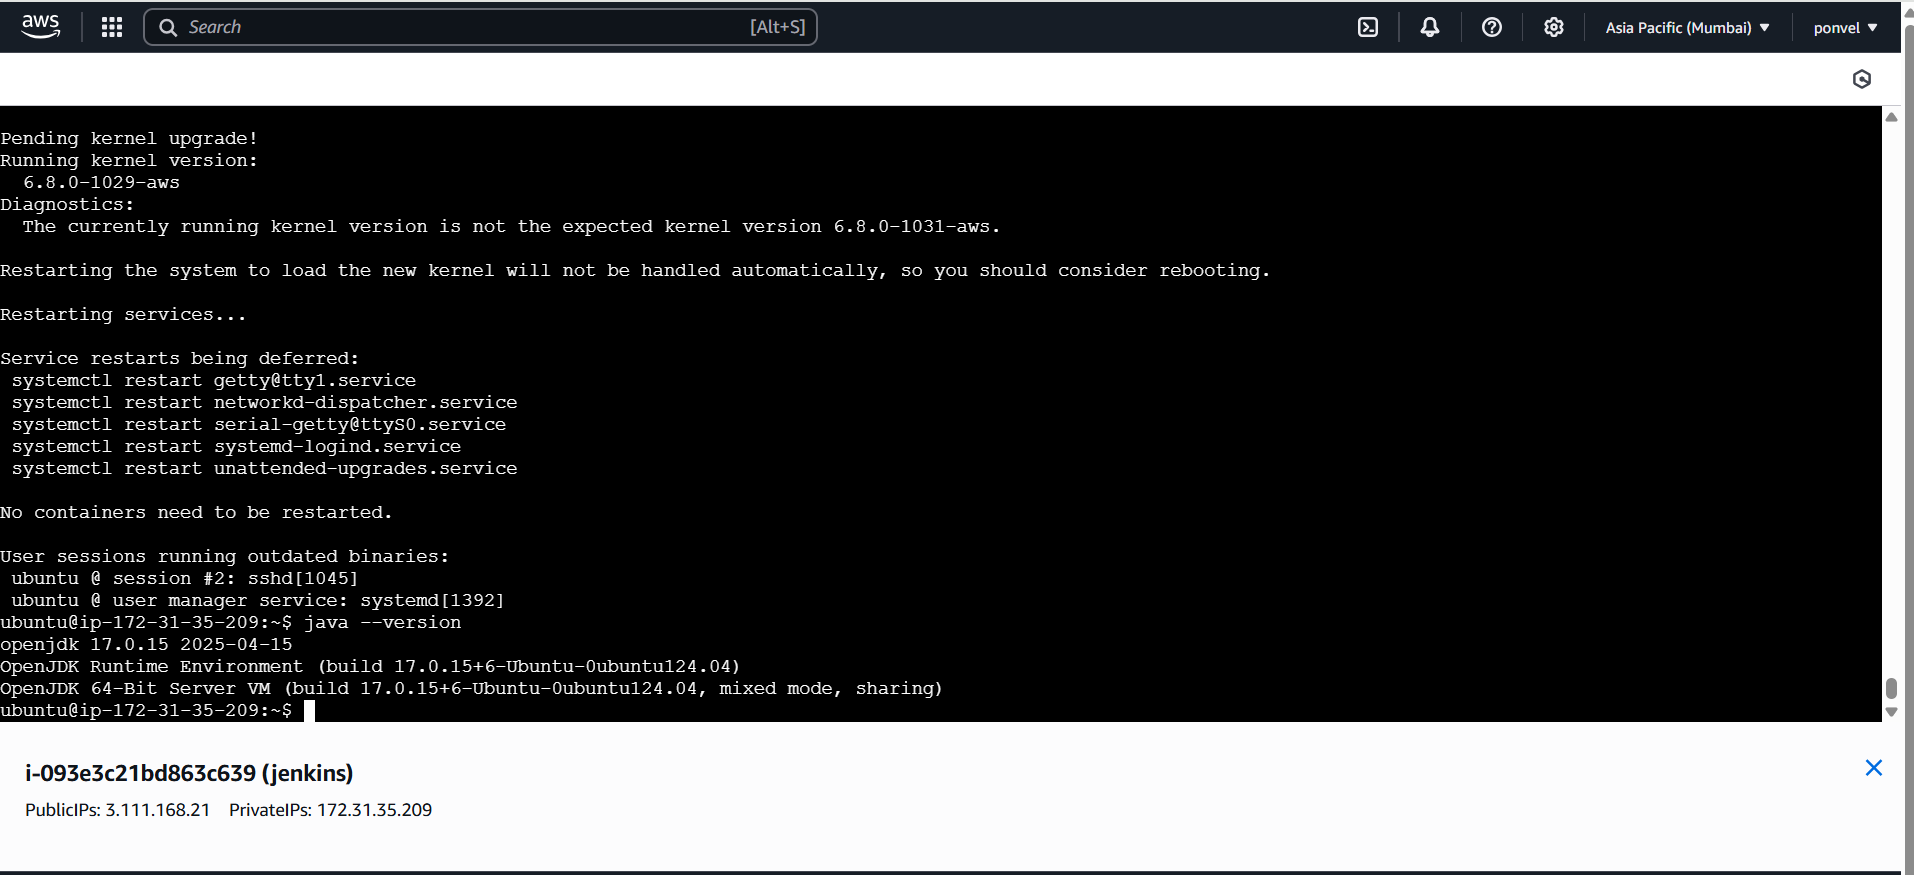 aws
Search [Alt+S]
Asia Pacific (Mumbai) ponvel
Pending kernel upgrade!
Running kernel version:
6.8.0-1029-aws
Diagnostics:
The currently running kernel version is not the expected kernel version 6.8.0-1031-aws.
Restarting the system to load the new kernel will not be handled automatically, so you should consider rebooting.
Restarting services...
Service restarts being deferred:
systemctl restart getty@tty1.service
systemctl restart networkd-dispatcher.service
systemctl restart serial-getty@ttyS0.service
systemctl restart systemd-logind.service
systemctl restart unattended-upgrades.service
No containers need to be restarted.
User sessions running outdated binaries:
ubuntu @ session #2: sshd[1045]
ubuntu @ user manager service: systemd[1392]
ubuntu@ip-172-31-35-209:~$ java --version
openjdk 17.0.15 2025-04-15
OpenJDK Runtime Environment (build 17.0.15+6-Ubuntu-0ubuntu124.04)
OpenJDK 64-Bit Server VM (build 17.0.15+6-Ubuntu-0ubuntu124.04, mixed mode, sharing)
ubuntu@ip-172-31-35-209:~$
i-093e3c21bd863c639 (jenkins)
PublicIPs: 3.111.168.21 PrivateIPs: 172.31.35.209